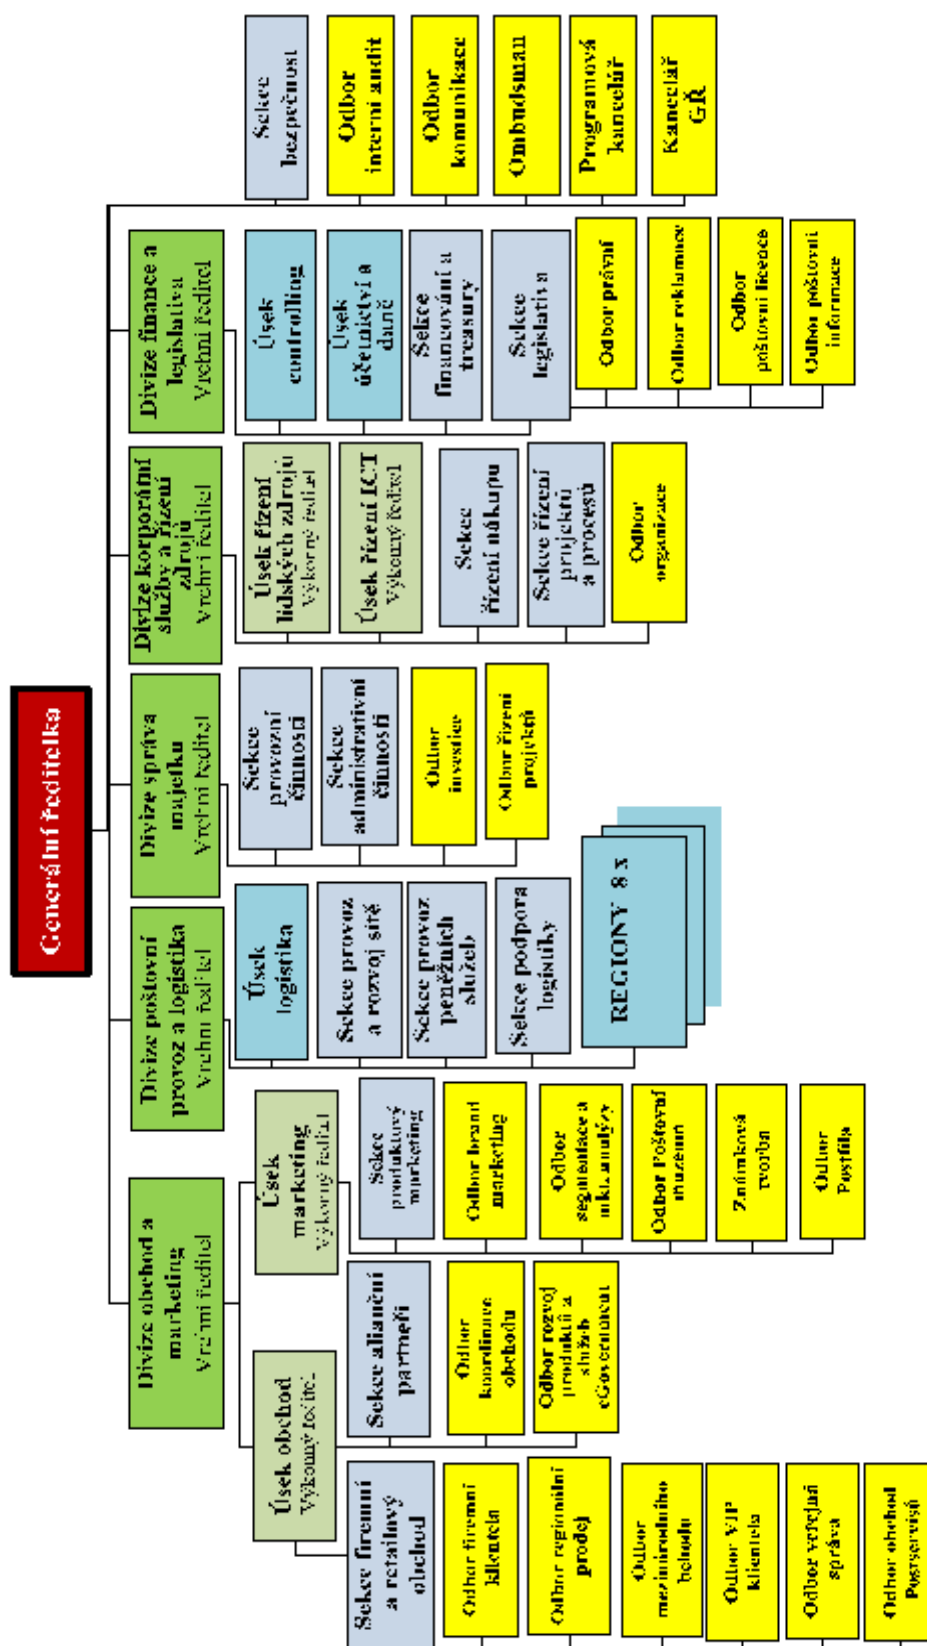 Generální ředitelka
Divize obchod a
marketing
Vrchní ředitel
Úsek obchod
Výkonný ředitel
Sekce firemní
a retailový
obchod
Odbor firemní
klientela
Odbor regionální
prodej
Odbor
mezinárodního
obchodu
Odbor VIP
klientela
Odbor veřejná
správa
Odbor obchod
Postservisů
Sekce alianční
partneři
Odbor
koordinace
obchodu
Odbor rozvoj
produktů a
služeb
eGovernment
Úsek
marketing
Výkonný ředitel
Sekce
produktový
marketing
Odbor brand
marketing
Odbor
segmentace a
mkt. analýzy
Odbor Poštovní
muzeum
Známková
tvorba
Odbor
Postfila
Divize poštovní
provoz a logistika
Vrchní ředitel
Úsek
logistika
Sekce provoz
a rozvoj sítě
Sekce provoz
peněžních
služeb
Sekce podpora
logistiky
REGIONY 8 x
Divize správa
majetku
Vrchní ředitel
Sekce
provozní
činnosti
Sekce
administrativní
činnosti
Odbor
investice
Odbor řízení
projektů
Divize korporátní
služby a řízení
zdrojů
Vrchní ředitel
Úsek řízení
lidských zdrojů
Výkonný ředitel
Úsek řízení ICT
Výkonný ředitel
Sekce
řízení nákupu
Sekce řízení
projektů
a procesů
Odbor
organizace
Divize finance a
legislativa
Vrchní ředitel
Úsek
controlling
Úsek
účetnictví a
daně
Sekce
financování a
treasury
Sekce
legislativa
Odbor právní
Odbor reklamace
Odbor
poštovní licence
Odbor poštovní
informace
Sekce
bezpečnost
Odbor
interní audit
Odbor
komunikace
Ombudsman
Programová
kancelář
Kancelář
GŘ